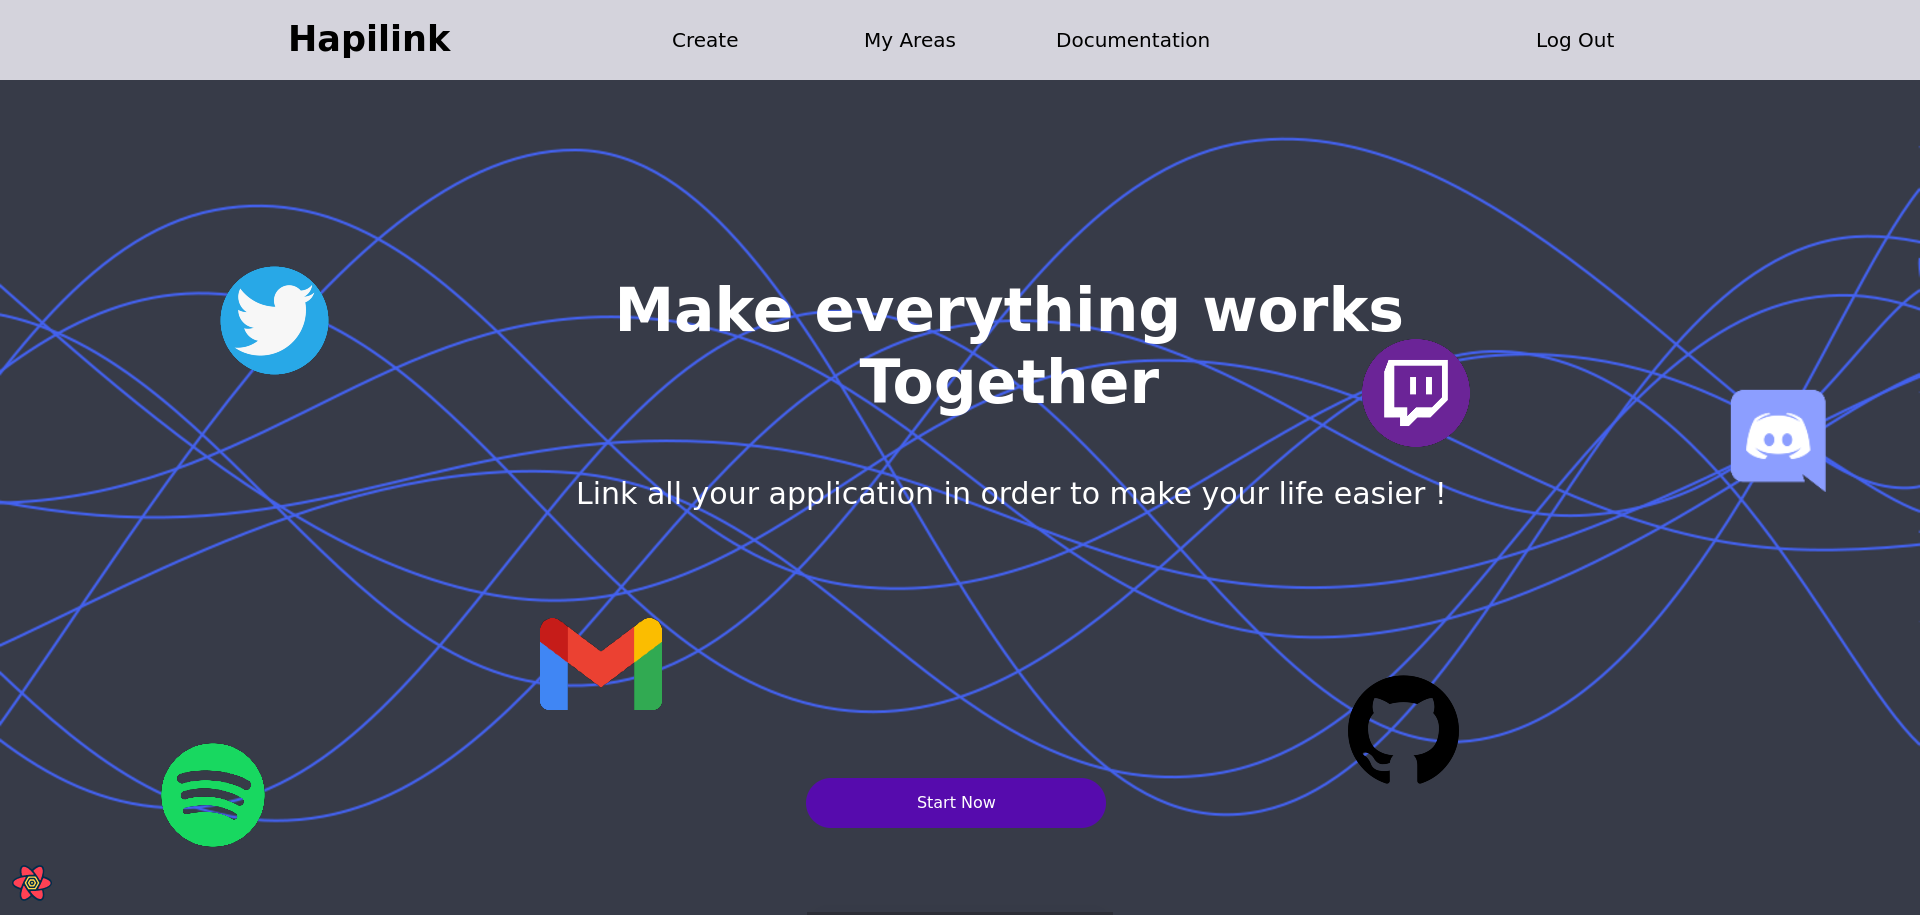 Hapilink
Create
My Areas
Documentation
Log Out
Make everything works
Together
Link all your application in order to make your life easier !
Start Now